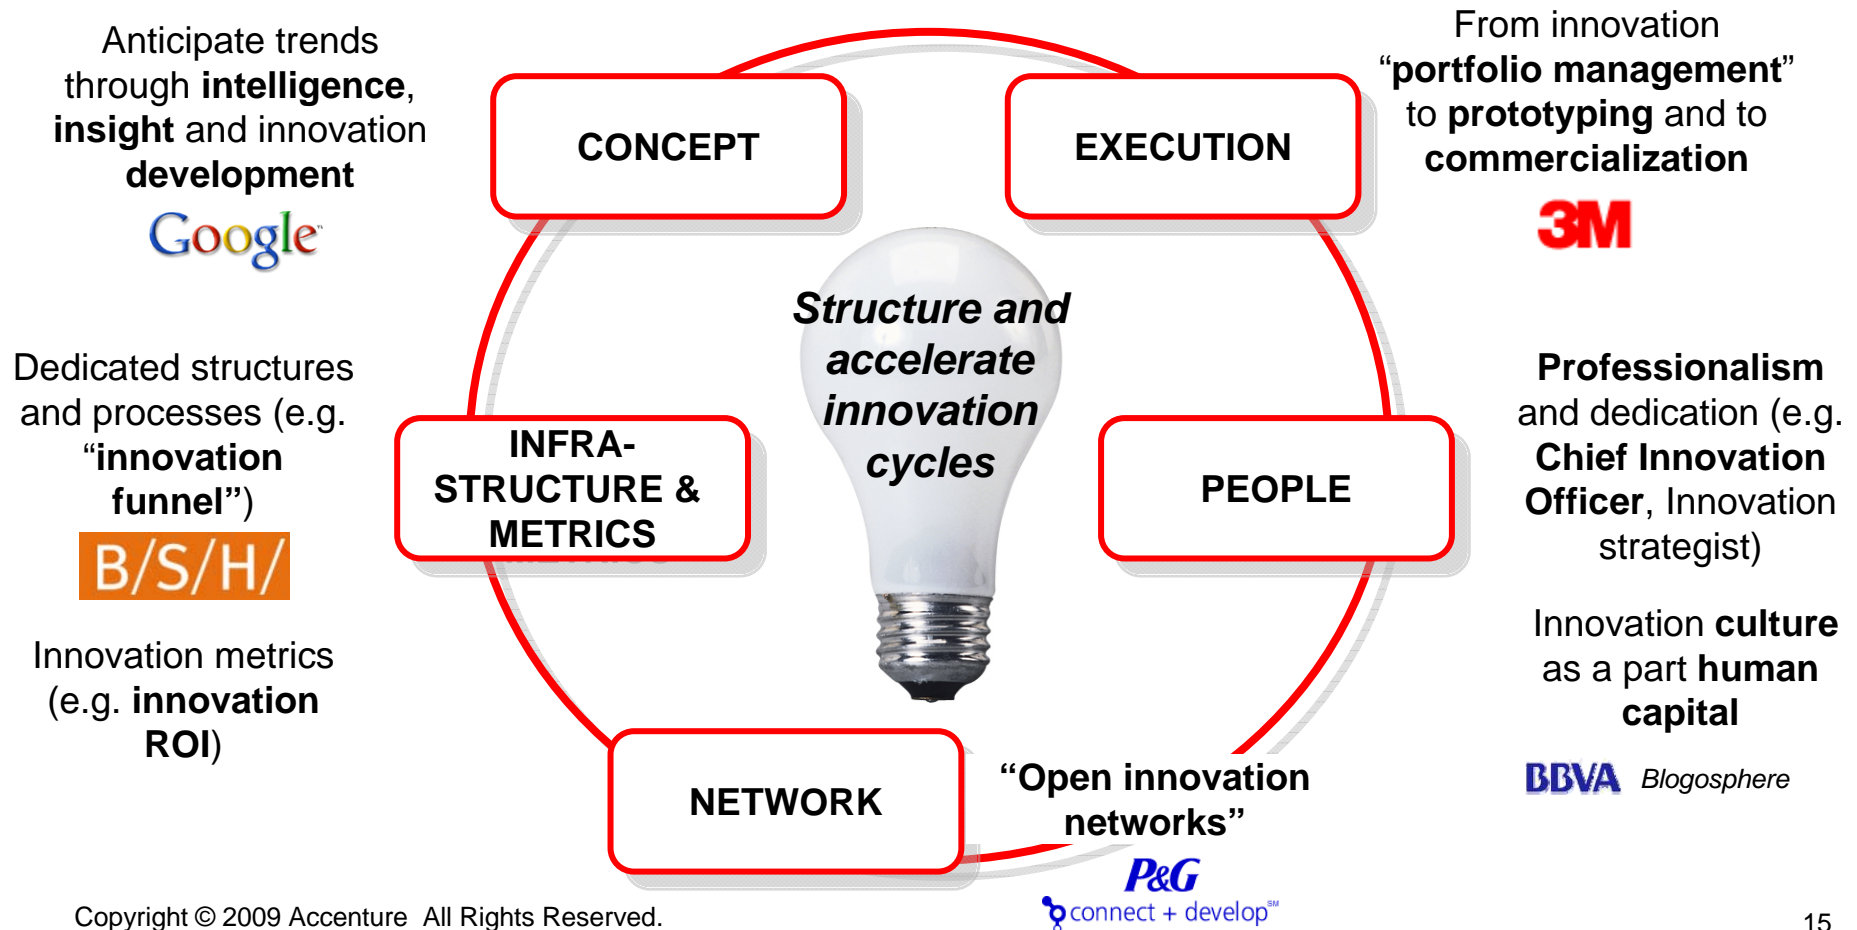 Anticipate trends
through intelligence,
insight and innovation
development
Google
CONCEPT
EXECUTION
From innovation
“portfolio management”
to prototyping and to
commercialization
3M
Structure and
accelerate
innovation
cycles
Dedicated structures
and processes (e.g.
“innovation
funnel”)
B/S/H/
Innovation metrics
(e.g. innovation
ROI)
INFRA-
STRUCTURE &
METRICS
PEOPLE
Professionalism
and dedication (e.g.
Chief Innovation
Officer, Innovation
strategist)
Innovation culture
as a part human
capital
BBVA Blogosphere
NETWORK
“Open innovation
networks”
P&G
connect + develop℠
Copyright © 2009 Accenture All Rights Reserved.
15